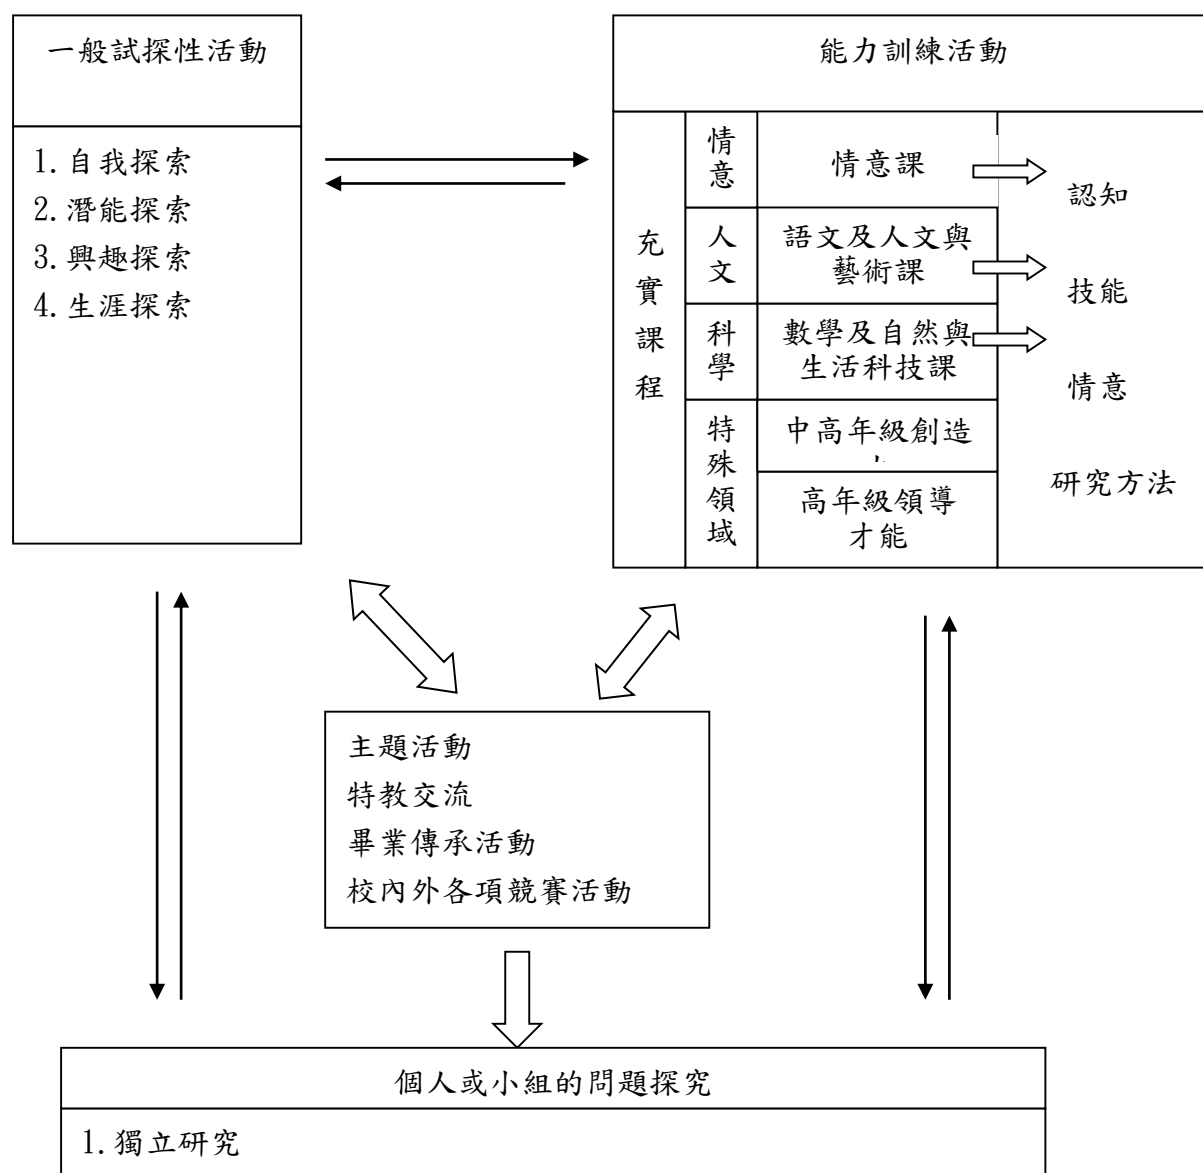 一般試探性活動
1.自我探索
2.潛能探索
3.興趣探索
4.生涯探索
能力訓練活動
充實課程
情意
情意課
人文
語文及人文與
藝術課
科學
數學及自然與
生活科技課
特殊領域
中高年級創造
高年級領導
才能
認知
技能
情意
研究方法
主題活動
特教交流
畢業傳承活動
校內外各項競賽活動
個人或小組的問題探究
1.獨立研究